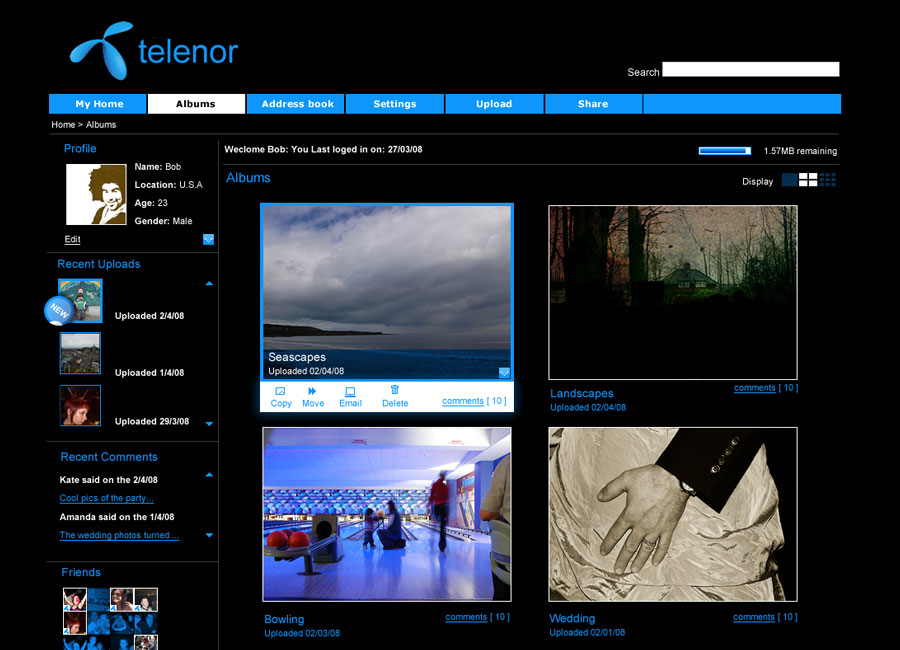 telenor
Search
My Home
Albums
Address book
Settings
Upload
Share
Home > Albums
Profile
Name: Bob
Location: U.S.A
Age: 23
Gender: Male
Edit
Recent Uploads
NEW
Uploaded 2/4/08
Uploaded 1/4/08
Uploaded 29/3/08
Recent Comments
Kate said on the 2/4/08
Cool pics of the party...
Amanda said on the 1/4/08
The wedding photos turned ...
Friends
Weclome Bob: You Last loged in on: 27/03/08
1.57MB remaining
Albums
Display
Seascapes
Uploaded 02/04/08
Copy
Move
Email
Delete
comments [ 10 ]
Landscapes
comments [ 10 ]
Uploaded 02/04/08
Bowling
comments [ 10 ]
Uploaded 02/03/08
Wedding
comments [ 10 ]
Uploaded 02/01/08